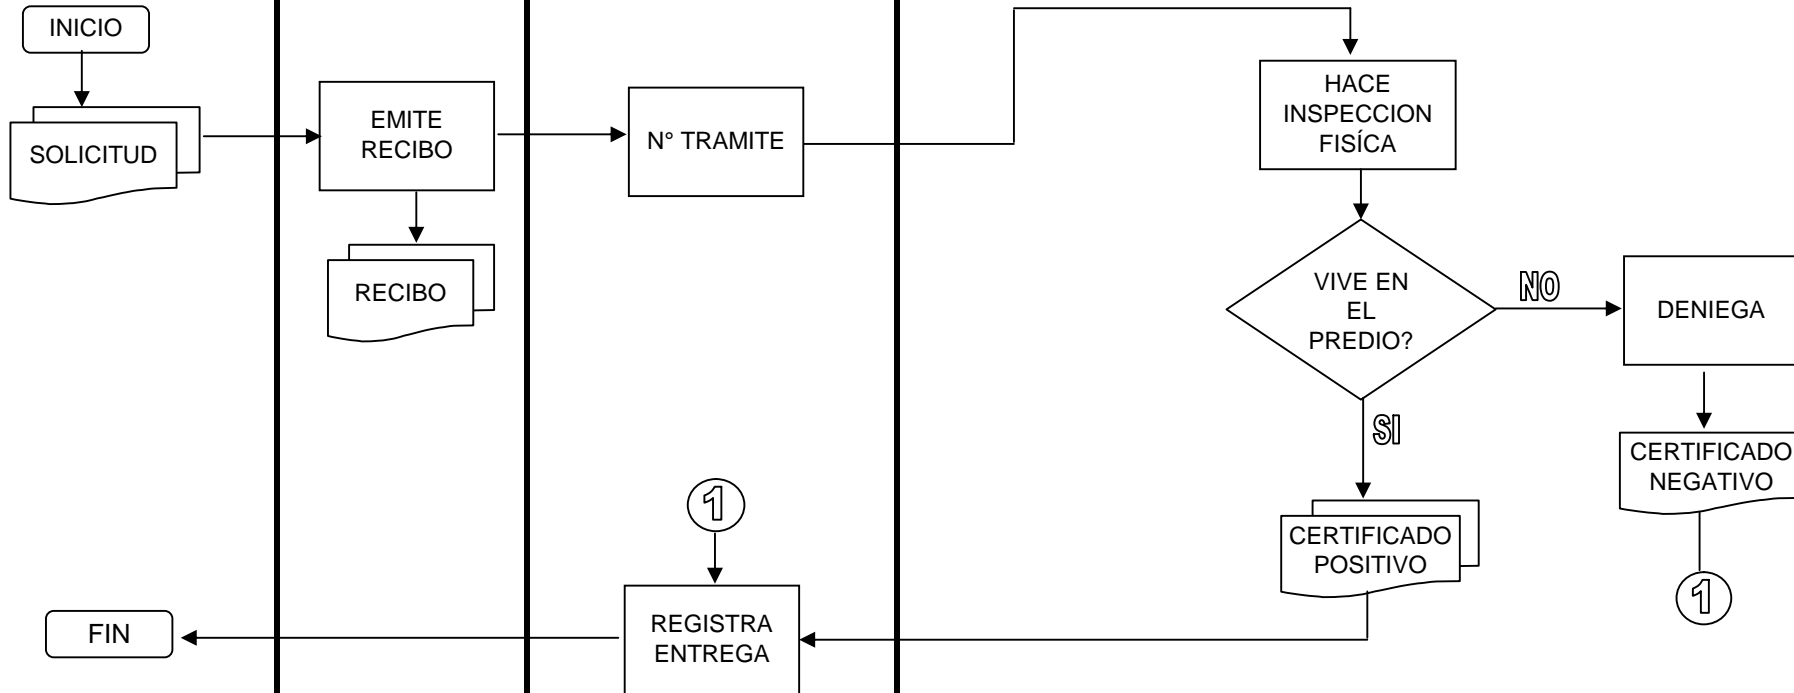 INICIO
SOLICITUD
EMITE
RECIBO
RECIBO
N° TRAMITE
HACE
INSPECCION
FISÍCA
VIVE EN
EL
PREDIO?
NO
DENIEGA
CERTIFICADO
NEGATIVO
1
SI
CERTIFICADO
POSITIVO
1
REGISTRA
ENTREGA
FIN